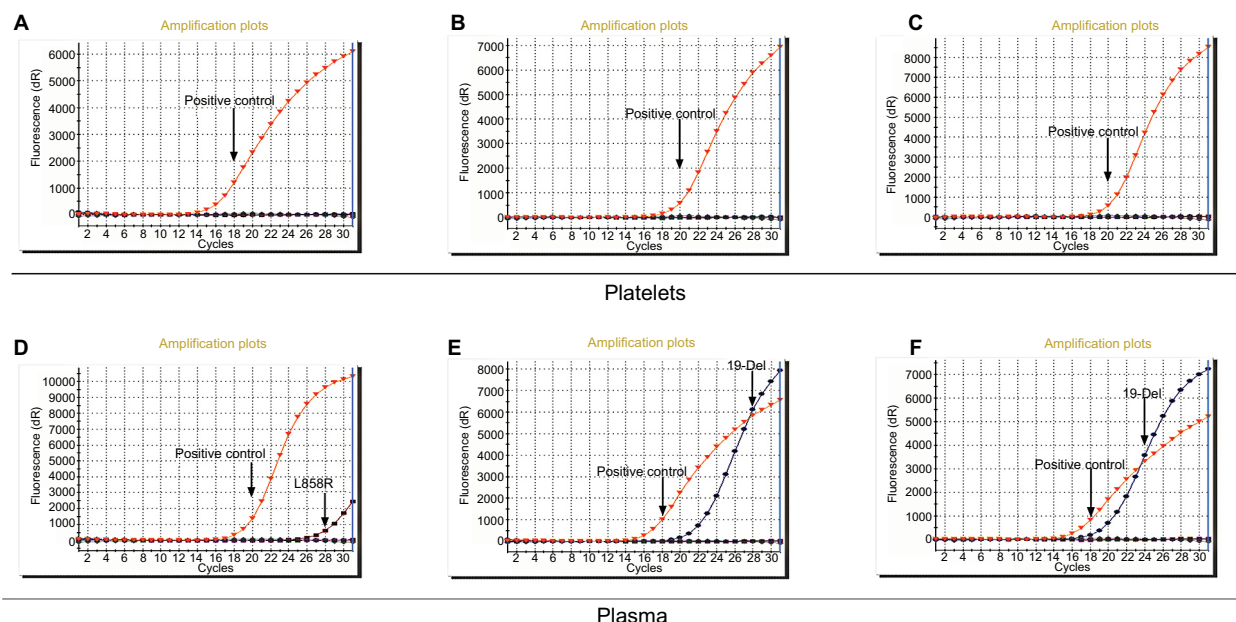 A
Amplification plots
Fluorescence (dR)
6000
5000
4000
3000
2000
1000
0
Positive control
2 4 6 8 10 12 14 16 18 20 22 24 26 28 30
Cycles
B
Amplification plots
Fluorescence (dR)
7000
6000
5000
4000
3000
2000
1000
0
Positive control
2 4 6 8 10 12 14 16 18 20 22 24 26 28 30
Cycles
C
Amplification plots
Fluorescence (dR)
8000
7000
6000
5000
4000
3000
2000
1000
0
Positive control
2 4 6 8 10 12 14 16 18 20 22 24 26 28 30
Cycles
Platelets
D
Amplification plots
Fluorescence (dR)
10000
9000
8000
7000
6000
5000
4000
3000
2000
1000
0
Positive control
L858R
2 4 6 8 10 12 14 16 18 20 22 24 26 28 30
Cycles
E
Amplification plots
Fluorescence (dR)
8000
7000
6000
5000
4000
3000
2000
1000
0
19-Del
Positive control
2 4 6 8 10 12 14 16 18 20 22 24 26 28 30
Cycles
F
Amplification plots
Fluorescence (dR)
7000
6000
5000
4000
3000
2000
1000
0
19-Del
Positive control
2 4 6 8 10 12 14 16 18 20 22 24 26 28 30
Cycles
Plasma